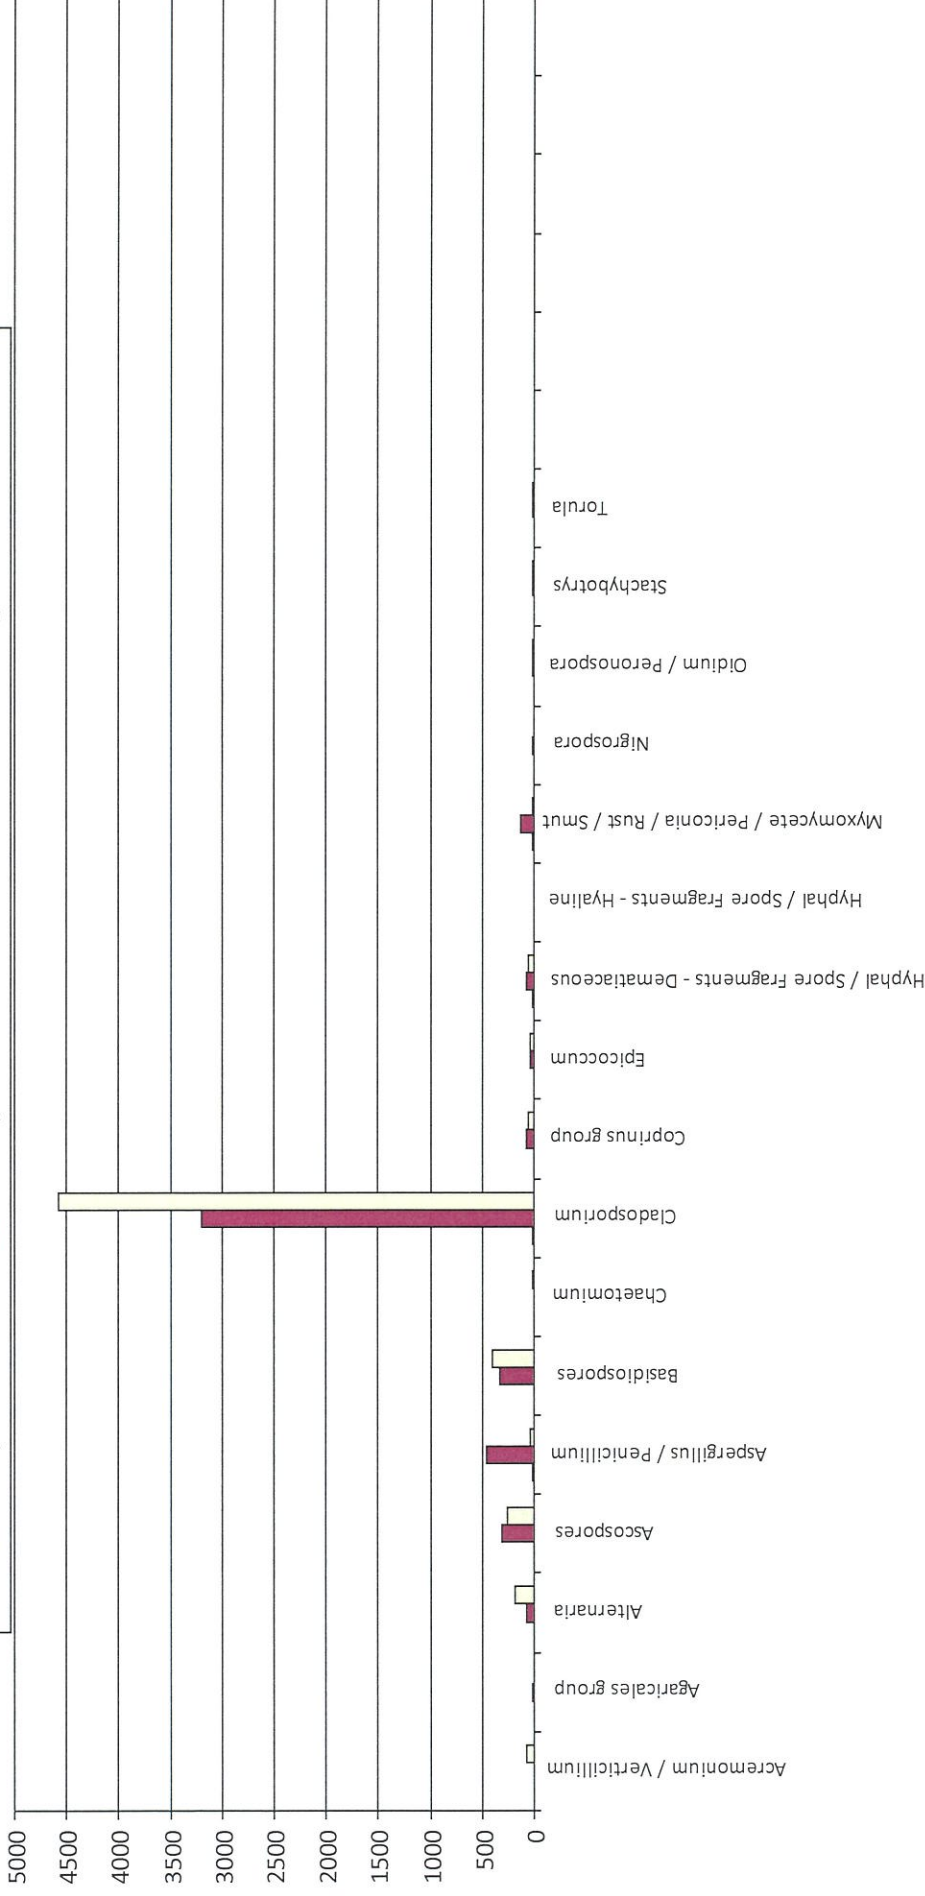 5000
4500
4000
3500
3000
2500
2000
1500
1000
500
0
Acremonium / Verticillium
Agaricales group
Alternaria
Ascospores
Aspergillus / Penicillium
Basidiospores
Chaetomium
Cladosporium
Coprinus group
Epicoccum
Hyphal / Spore Fragments - Dematiaceous
Hyphal / Spore Fragments - Hyaline
Myxomycete / Periconia / Rust / Smut
Nigrospora
Oidium / Peronospora
Stachybotrys
Torula